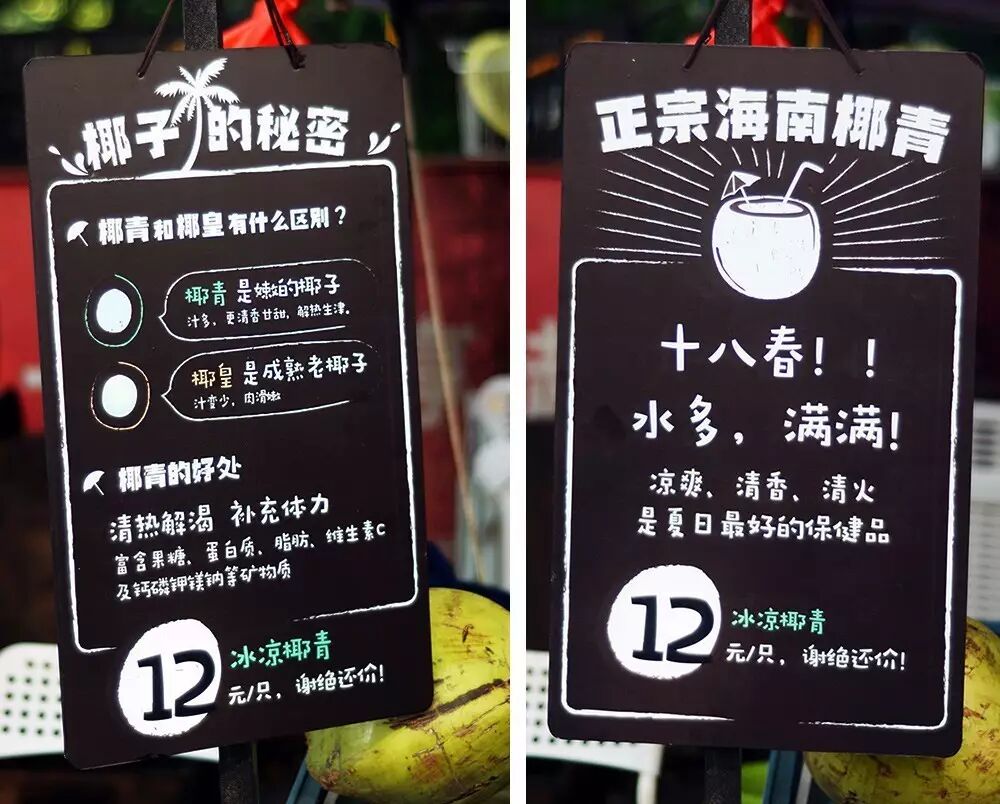 椰子的秘密
椰青和椰皇有什么区别？
椰青 是嫩的椰子
汁多，更清香甘甜，解热生津。
椰皇 是成熟老椰子
汁变少，肉滑嫩
椰青的好处
清热解渴 补充体力
富含果糖、蛋白质、脂肪、维生素C
及钙磷钾镁钠等矿物质
12 冰凉椰青
元/只，谢绝还价！
正宗海南椰青
十八春！！
水多，满满！
凉爽、清香、清火
是夏日最好的保健品
12 冰凉椰青
元/只，谢绝还价！